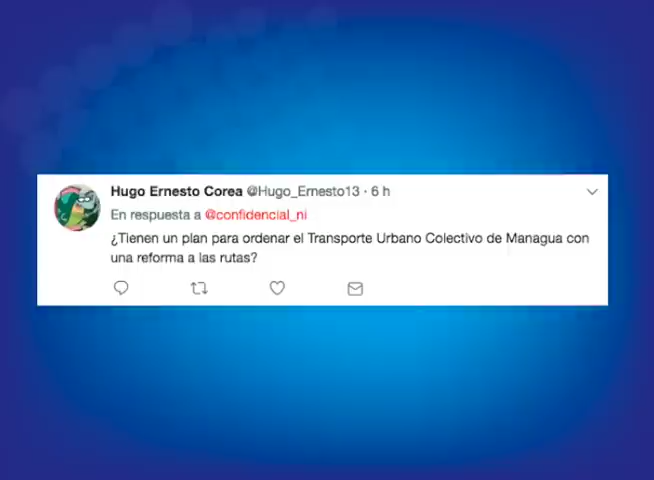 Hugo Ernesto Corea @Hugo_Ernesto13 · 6 h
En respuesta a @confidencial_ni
¿Tienen un plan para ordenar el Transporte Urbano Colectivo de Managua con
una reforma a las rutas?